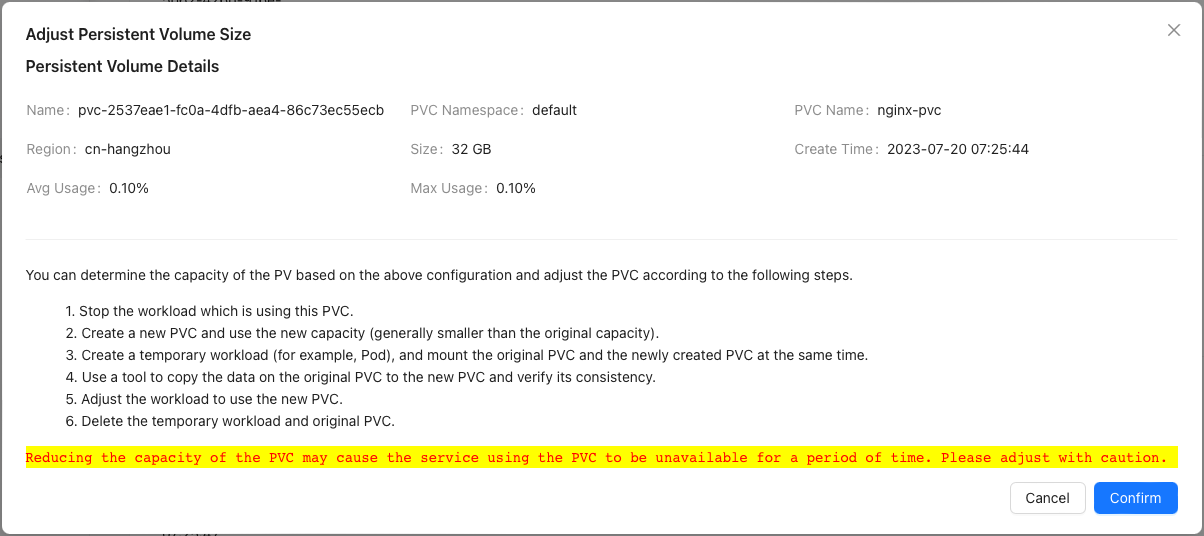 Adjust Persistent Volume Size
Persistent Volume Details
Name: pvc-2537eae1-fc0a-4dfb-aea4-86c73ec55ecb PVC Namespace: default PVC Name: nginx-pvc
Region: cn-hangzhou Size: 32 GB Create Time: 2023-07-20 07:25:44
Avg Usage: 0.10% Max Usage: 0.10%
You can determine the capacity of the PV based on the above configuration and adjust the PVC according to the following steps.
1. Stop the workload which is using this PVC.
2. Create a new PVC and use the new capacity (generally smaller than the original capacity).
3. Create a temporary workload (for example, Pod), and mount the original PVC and the newly created PVC at the same time.
4. Use a tool to copy the data on the original PVC to the new PVC and verify its consistency.
5. Adjust the workload to use the new PVC.
6. Delete the temporary workload and original PVC.
Reducing the capacity of the PVC may cause the service using the PVC to be unavailable for a period of time. Please adjust with caution.
Cancel Confirm